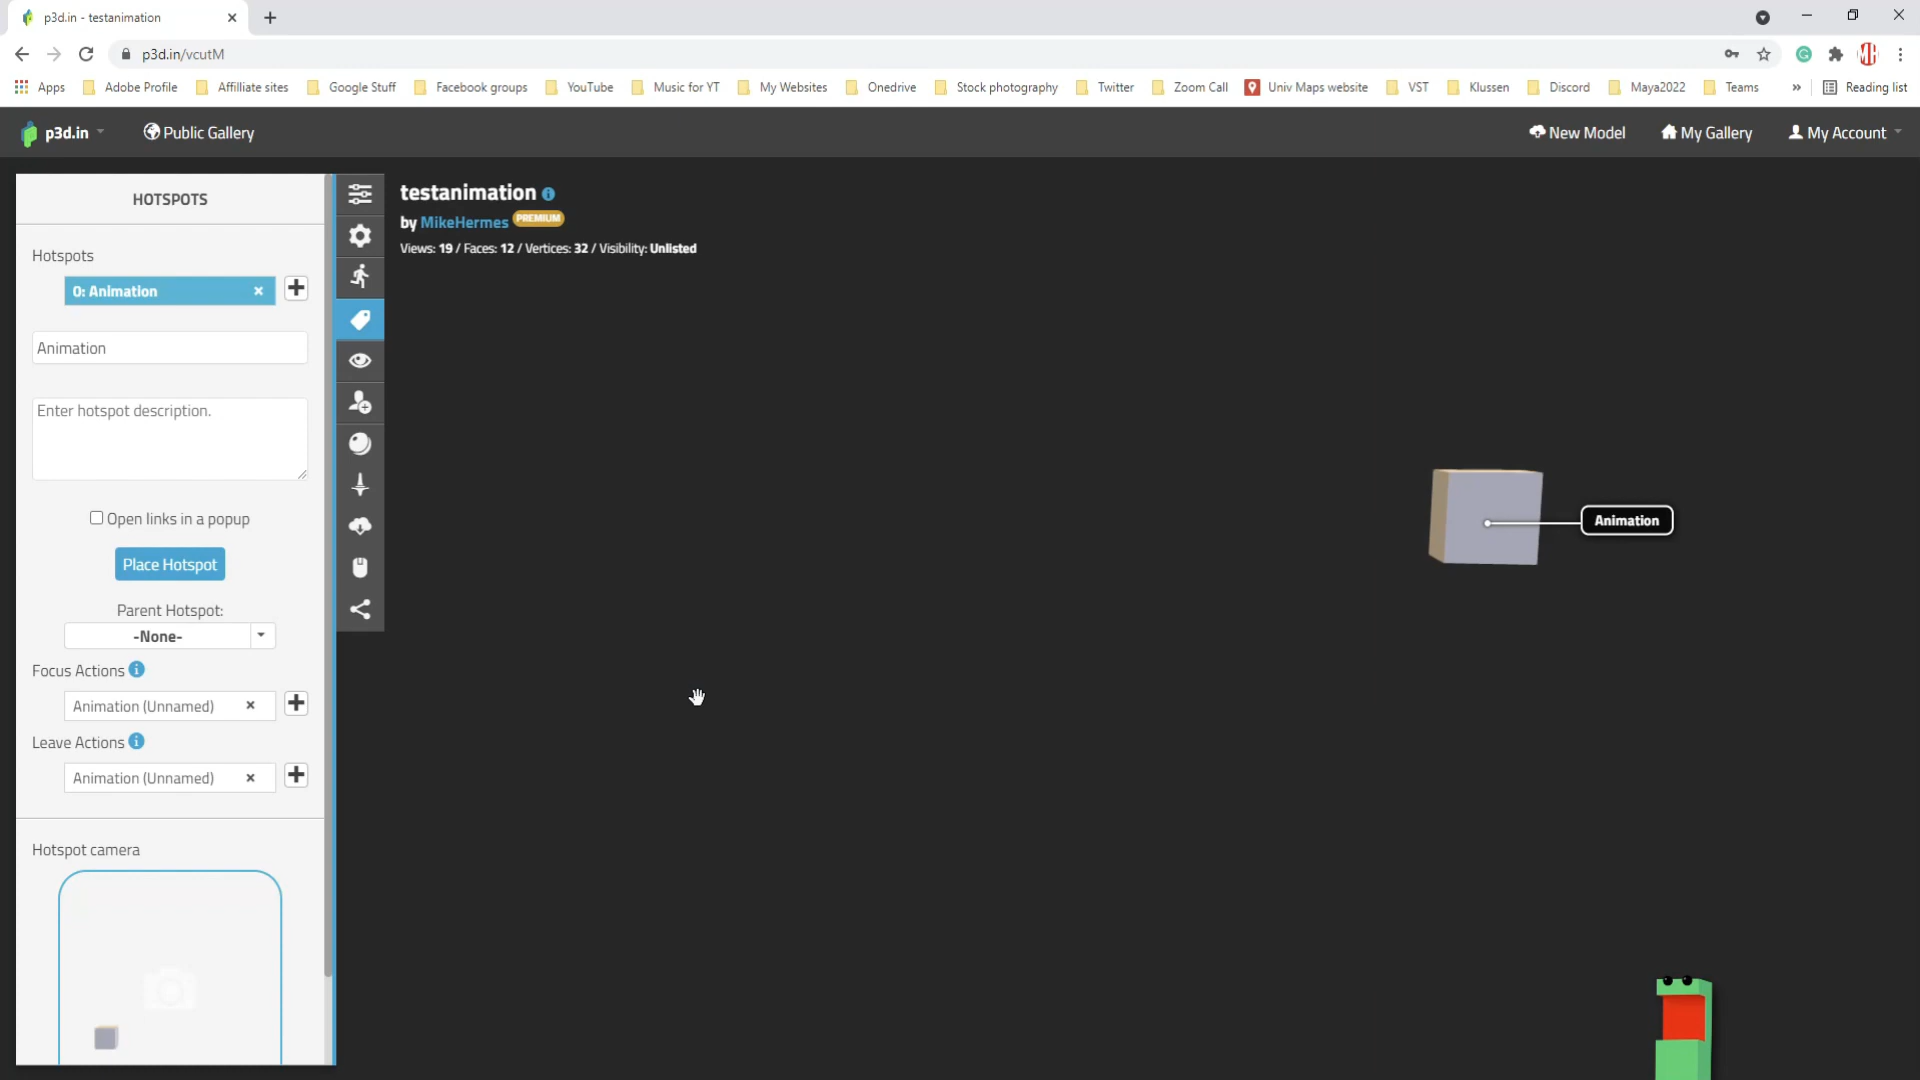 p3d.in - testanimation
p3d.in/vcutM
Apps Adobe Profile Affilliate sites Google Stuff Facebook groups YouTube Music for YT My Websites Onedrive Stock photography Twitter Zoom Call Univ Maps website VST Klussen Discord Maya2022 Teams » Reading list
p3d.in Public Gallery New Model My Gallery My Account
HOTSPOTS
testanimation
by MikeHermes PREMIUM
Views: 19 / Faces: 12 / Vertices: 32 / Visibility: Unlisted
Hotspots
0: Animation
Animation
Enter hotspot description.
Open links in a popup
Place Hotspot
Parent Hotspot:
-None-
Focus Actions
Animation (Unnamed)
Leave Actions
Animation (Unnamed)
Hotspot camera
Animation